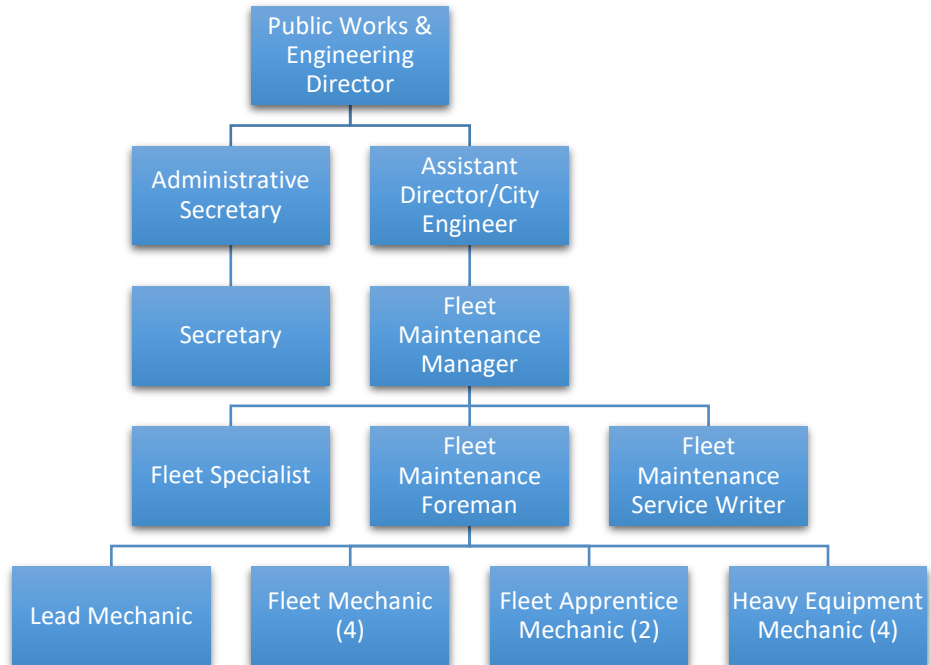 Public Works &
Engineering
Director
Administrative
Secretary
Assistant
Director/City
Engineer
Secretary
Fleet
Maintenance
Manager
Fleet Specialist
Fleet
Maintenance
Foreman
Fleet
Maintenance
Service Writer
Lead Mechanic
Fleet Mechanic
(4)
Fleet Apprentice
Mechanic (2)
Heavy Equipment
Mechanic (4)